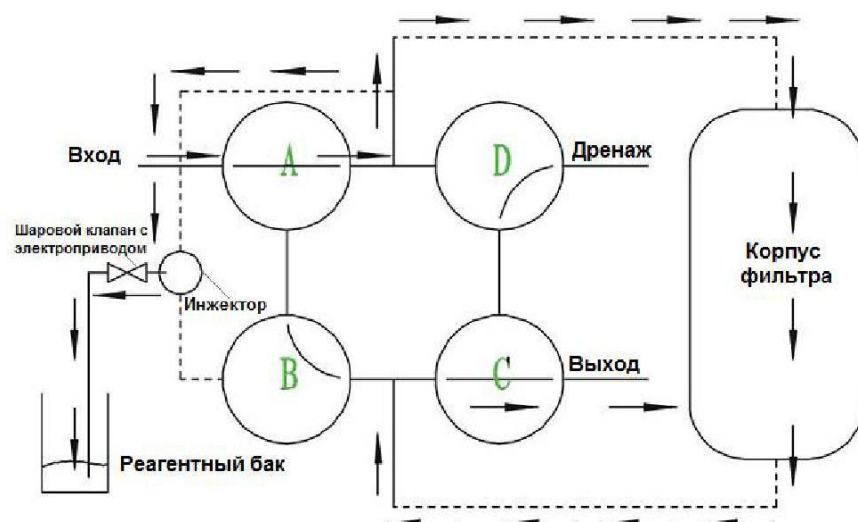 Вход
A
D
Дренаж
Шаровой клапан с
электроприводом
Инжектор
Корпус
фильтра
B
C
Выход
Реагентный бак